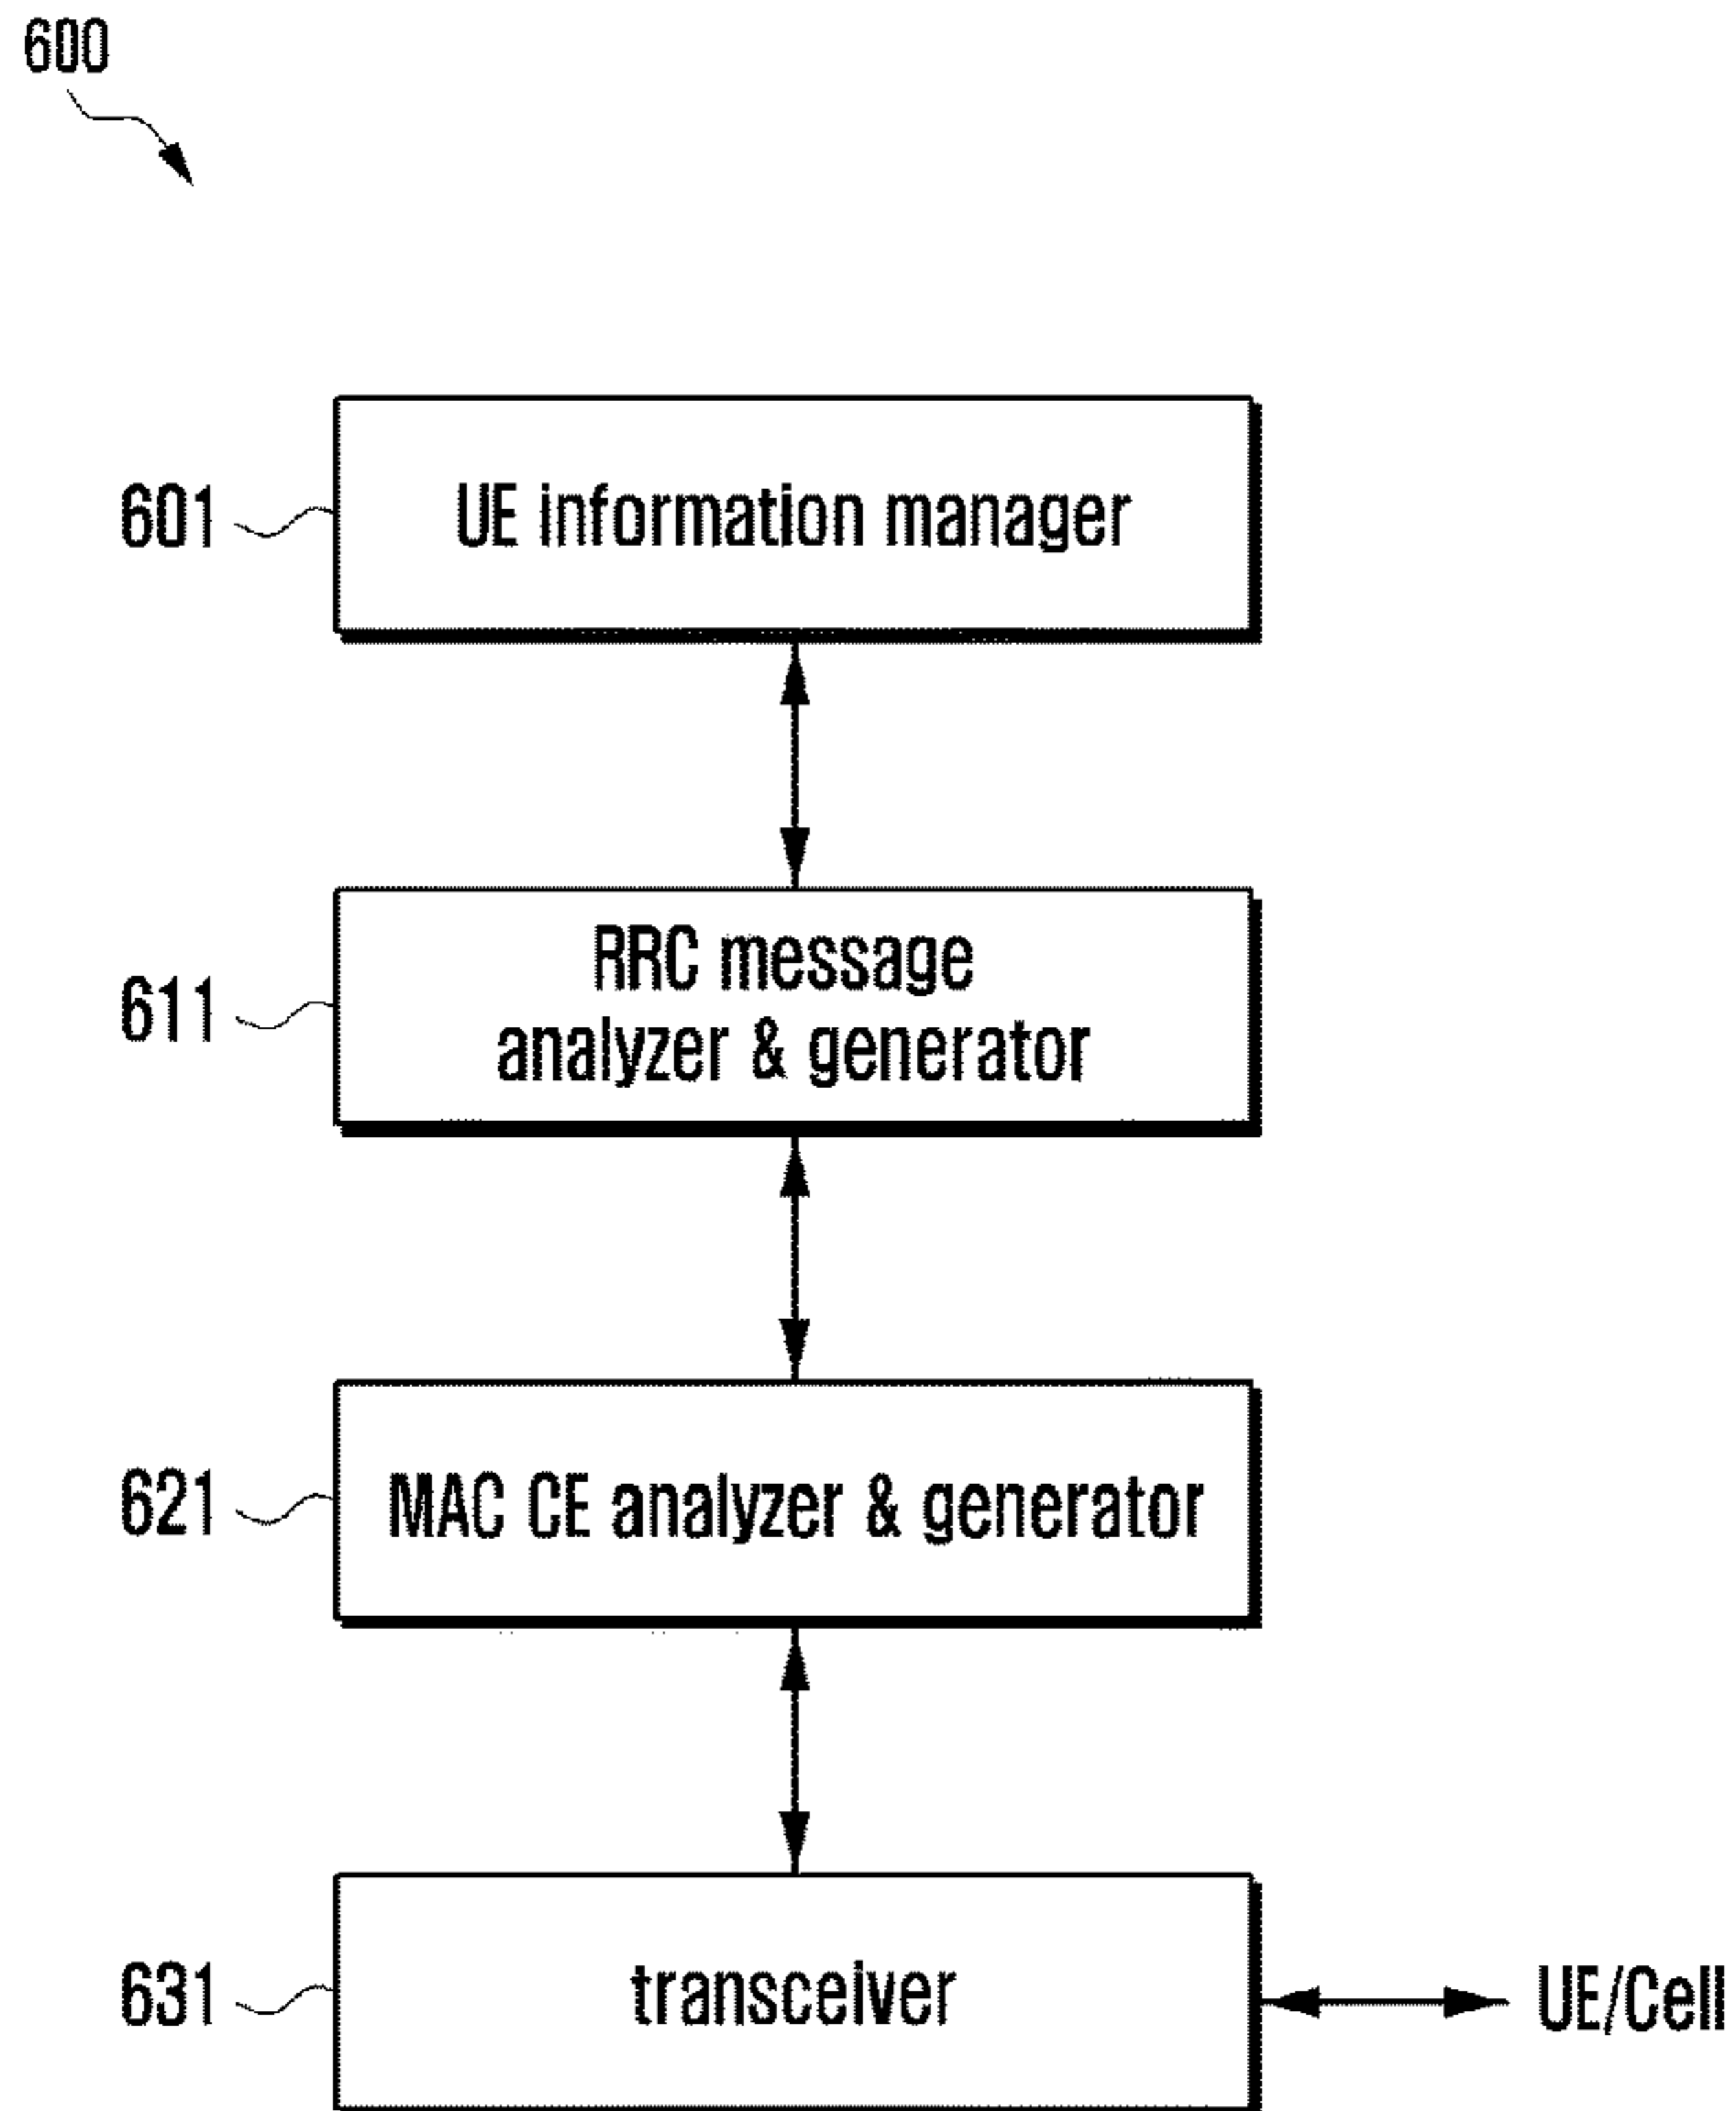 600
601
UE information manager
611
RRC message
analyzer & generator
621
MAC CE analyzer & generator
631
transceiver
UE/Cell